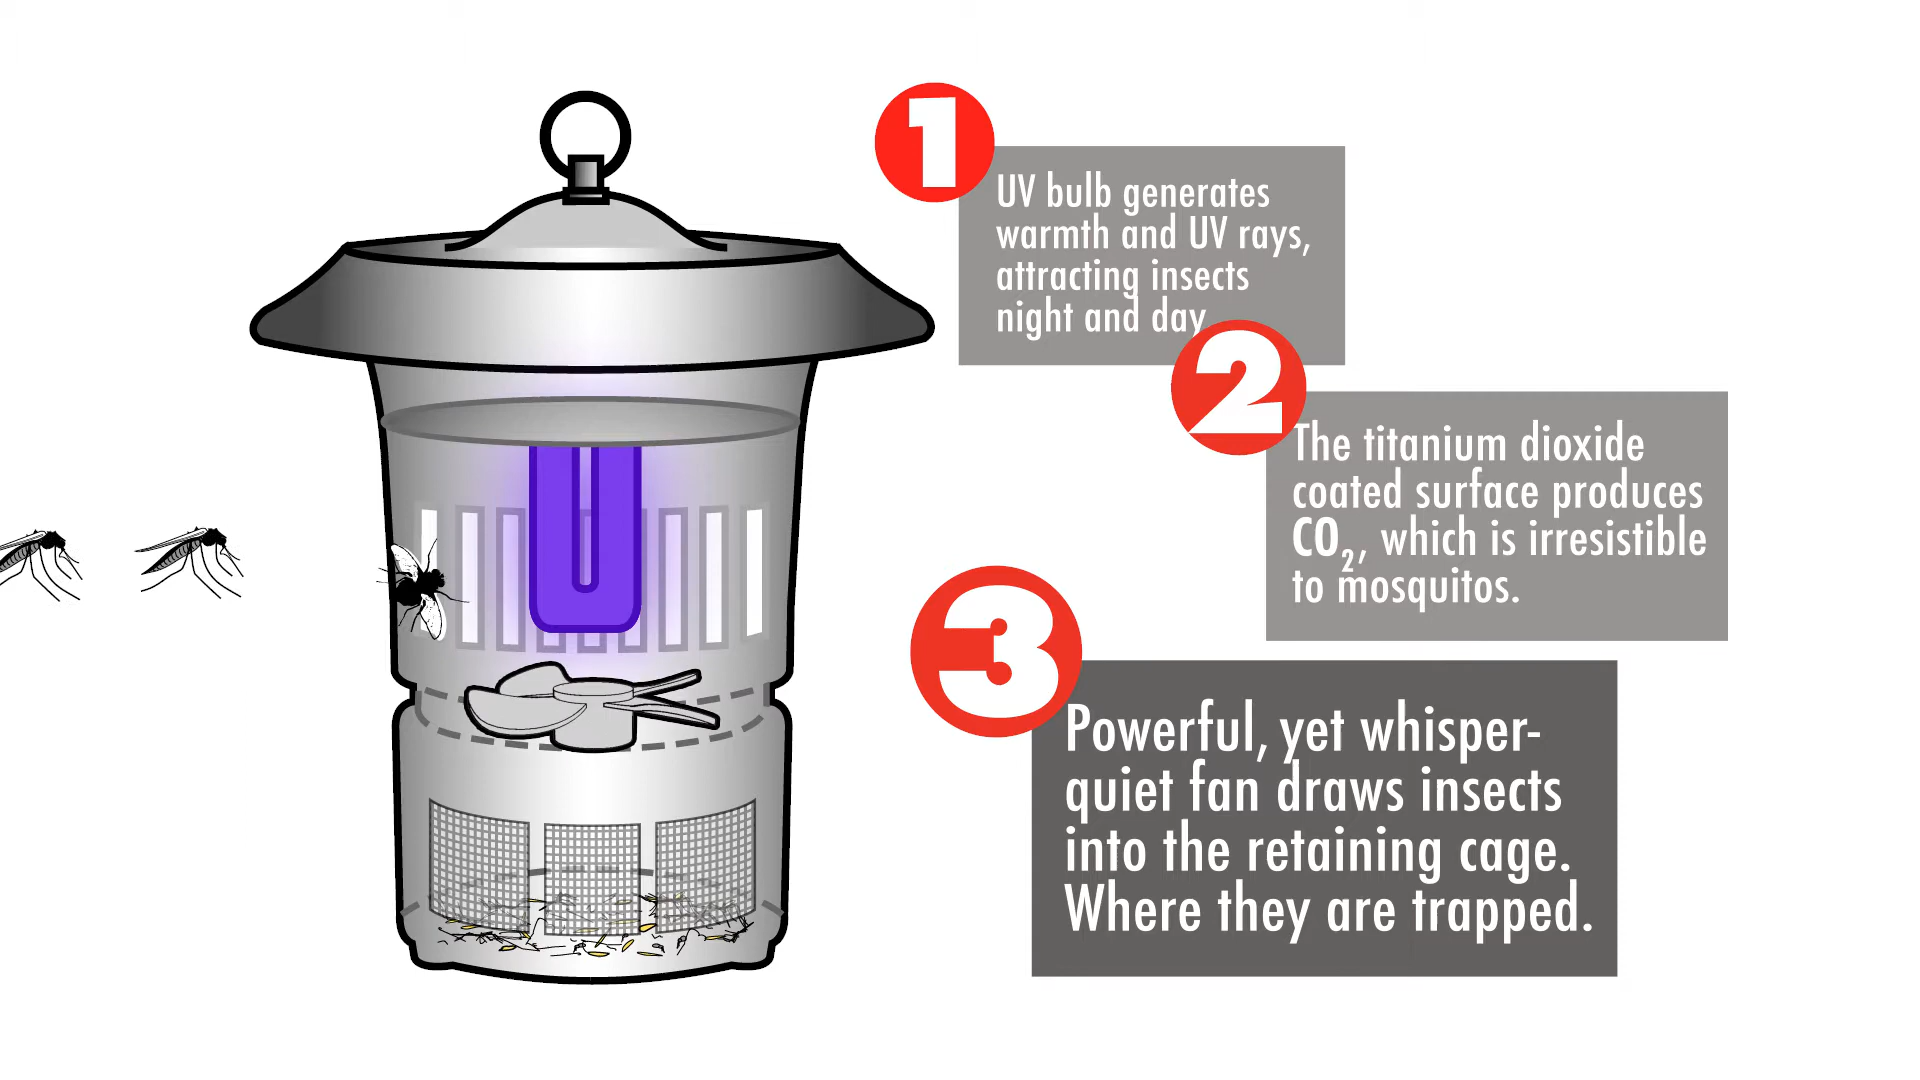 1
UV bulb generates
warmth and UV rays,
attracting insects
night and day
2
The titanium dioxide
coated surface produces
CO₂, which is irresistible
to mosquitos.
3
Powerful, yet whisper-
quiet fan draws insects
into the retaining cage.
Where they are trapped.